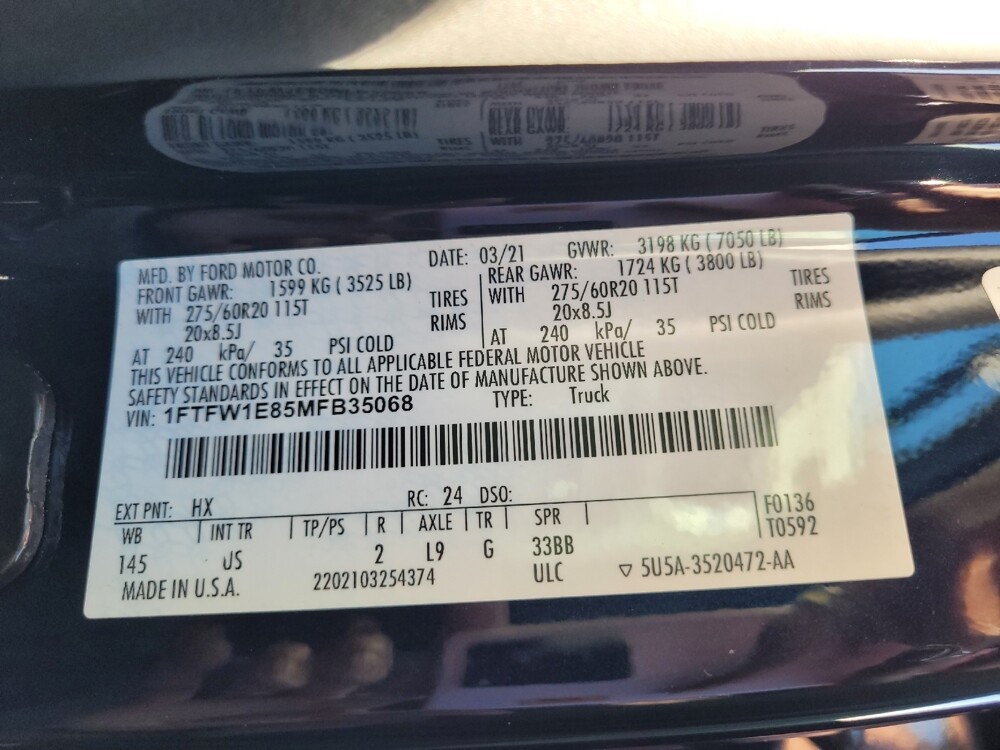 MFD. BY FORD MOTOR CO. DATE: 03/21 GVWR: 3198 KG ( 7050 LB)
FRONT GAWR: 1599 KG ( 3525 LB) REAR GAWR: 1724 KG ( 3800 LB)
WITH 275/60R20 115T TIRES WITH 275/60R20 115T TIRES
20x8.5J RIMS 20x8.5J RIMS
AT 240 kPa/ 35 PSI COLD AT 240 kPa/ 35 PSI COLD
THIS VEHICLE CONFORMS TO ALL APPLICABLE FEDERAL MOTOR VEHICLE
SAFETY STANDARDS IN EFFECT ON THE DATE OF MANUFACTURE SHOWN ABOVE.
VIN: 1FTFW1E85MFB35068 TYPE: Truck
EXT PNT: HX RC: 24 DSO:
WB INT TR TP/PS R AXLE TR SPR F0136
145 US 2 L9 G 33BB T0592
MADE IN U.S.A. 2202103254374 ULC ▽ 5U5A-3520472-AA